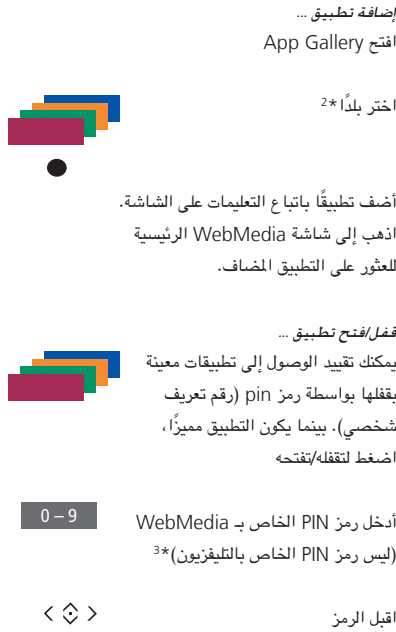 إضافة تطبيق ...
افتح App Gallery
اختر بلدًا*2
أضف تطبيقًا باتباع التعليمات على الشاشة.
اذهب إلى شاشة WebMedia الرئيسية
للعثور على التطبيق المضاف.
قفل/فتح تطبيق ...
يمكنك تقييد الوصول إلى تطبيقات معينة
بقفلها بواسطة رمز pin (رقم تعريف
شخصي). بينما يكون التطبيق مميزًا،
اضغط لتقفله/تفتحه
أدخل رمز PIN الخاص بـ WebMedia
0 – 9
(ليس رمز PIN الخاص بالتليفزيون)*3
اقبل الرمز